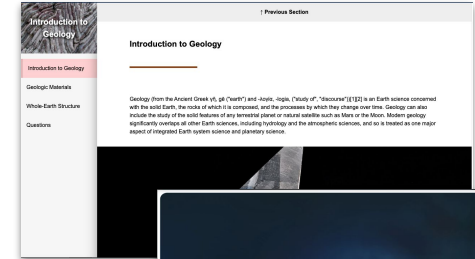 Introduction to
Geology
Introduction to Geology
Geologic Materials
Whole-Earth Structure
Questions
↑ Previous Section
Introduction to Geology
Geology (from the Ancient Greek γῆ, gē ("earth") and -λoγία, -logia, ("study of", "discourse")[1][2] is an Earth science concerned
with the solid Earth, the rocks of which it is composed, and the processes by which they change over time. Geology can also
include the study of the solid features of any terrestrial planet or natural satellite such as Mars or the Moon. Modern geology
significantly overlaps all other Earth sciences, including hydrology and the atmospheric sciences, and so is treated as one major
aspect of integrated Earth system science and planetary science.